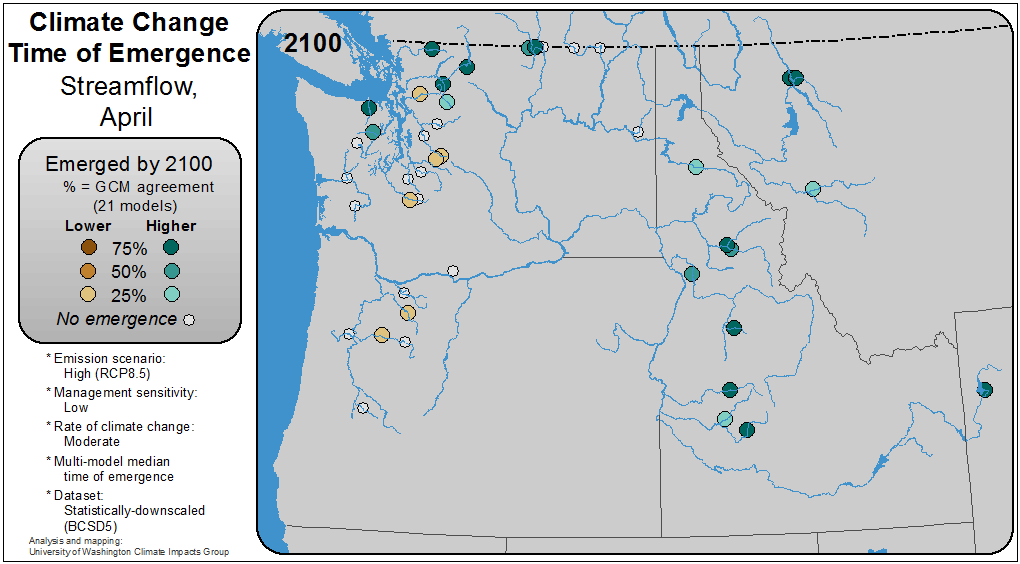 Climate Change
Time of Emergence
Streamflow,
April
2100
Emerged by 2100
% = GCM agreement
(21 models)
Lower Higher
75%
50%
25%
No emergence
* Emission scenario:
High (RCP8.5)
* Management sensitivity:
Low
* Rate of climate change:
Moderate
* Multi-model median
time of emergence
* Dataset:
Statistically-downscaled
(BCSD5)
Analysis and mapping:
University of Washington Climate Impacts Group